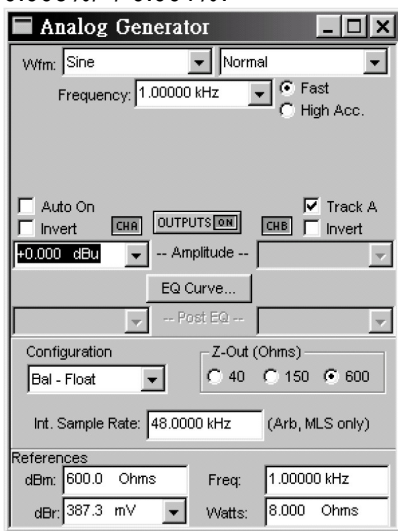 Analog Generator
Wfm: Sine Normal
Frequency: 1.00000 kHz Fast
High Acc.
Auto On Track A
Invert CHA OUTPUTS ON CHB Invert
+0.000 dBu -- Amplitude --
EQ Curve...
-- Post EQ --
Configuration Z-Out (Ohms)
Bal - Float 40 150 600
Int. Sample Rate: 48.0000 kHz (Arb, MLS only)
References
dBm: 600.0 Ohms Freq: 1.00000 kHz
dBr: 387.3 mV Watts: 8.000 Ohms